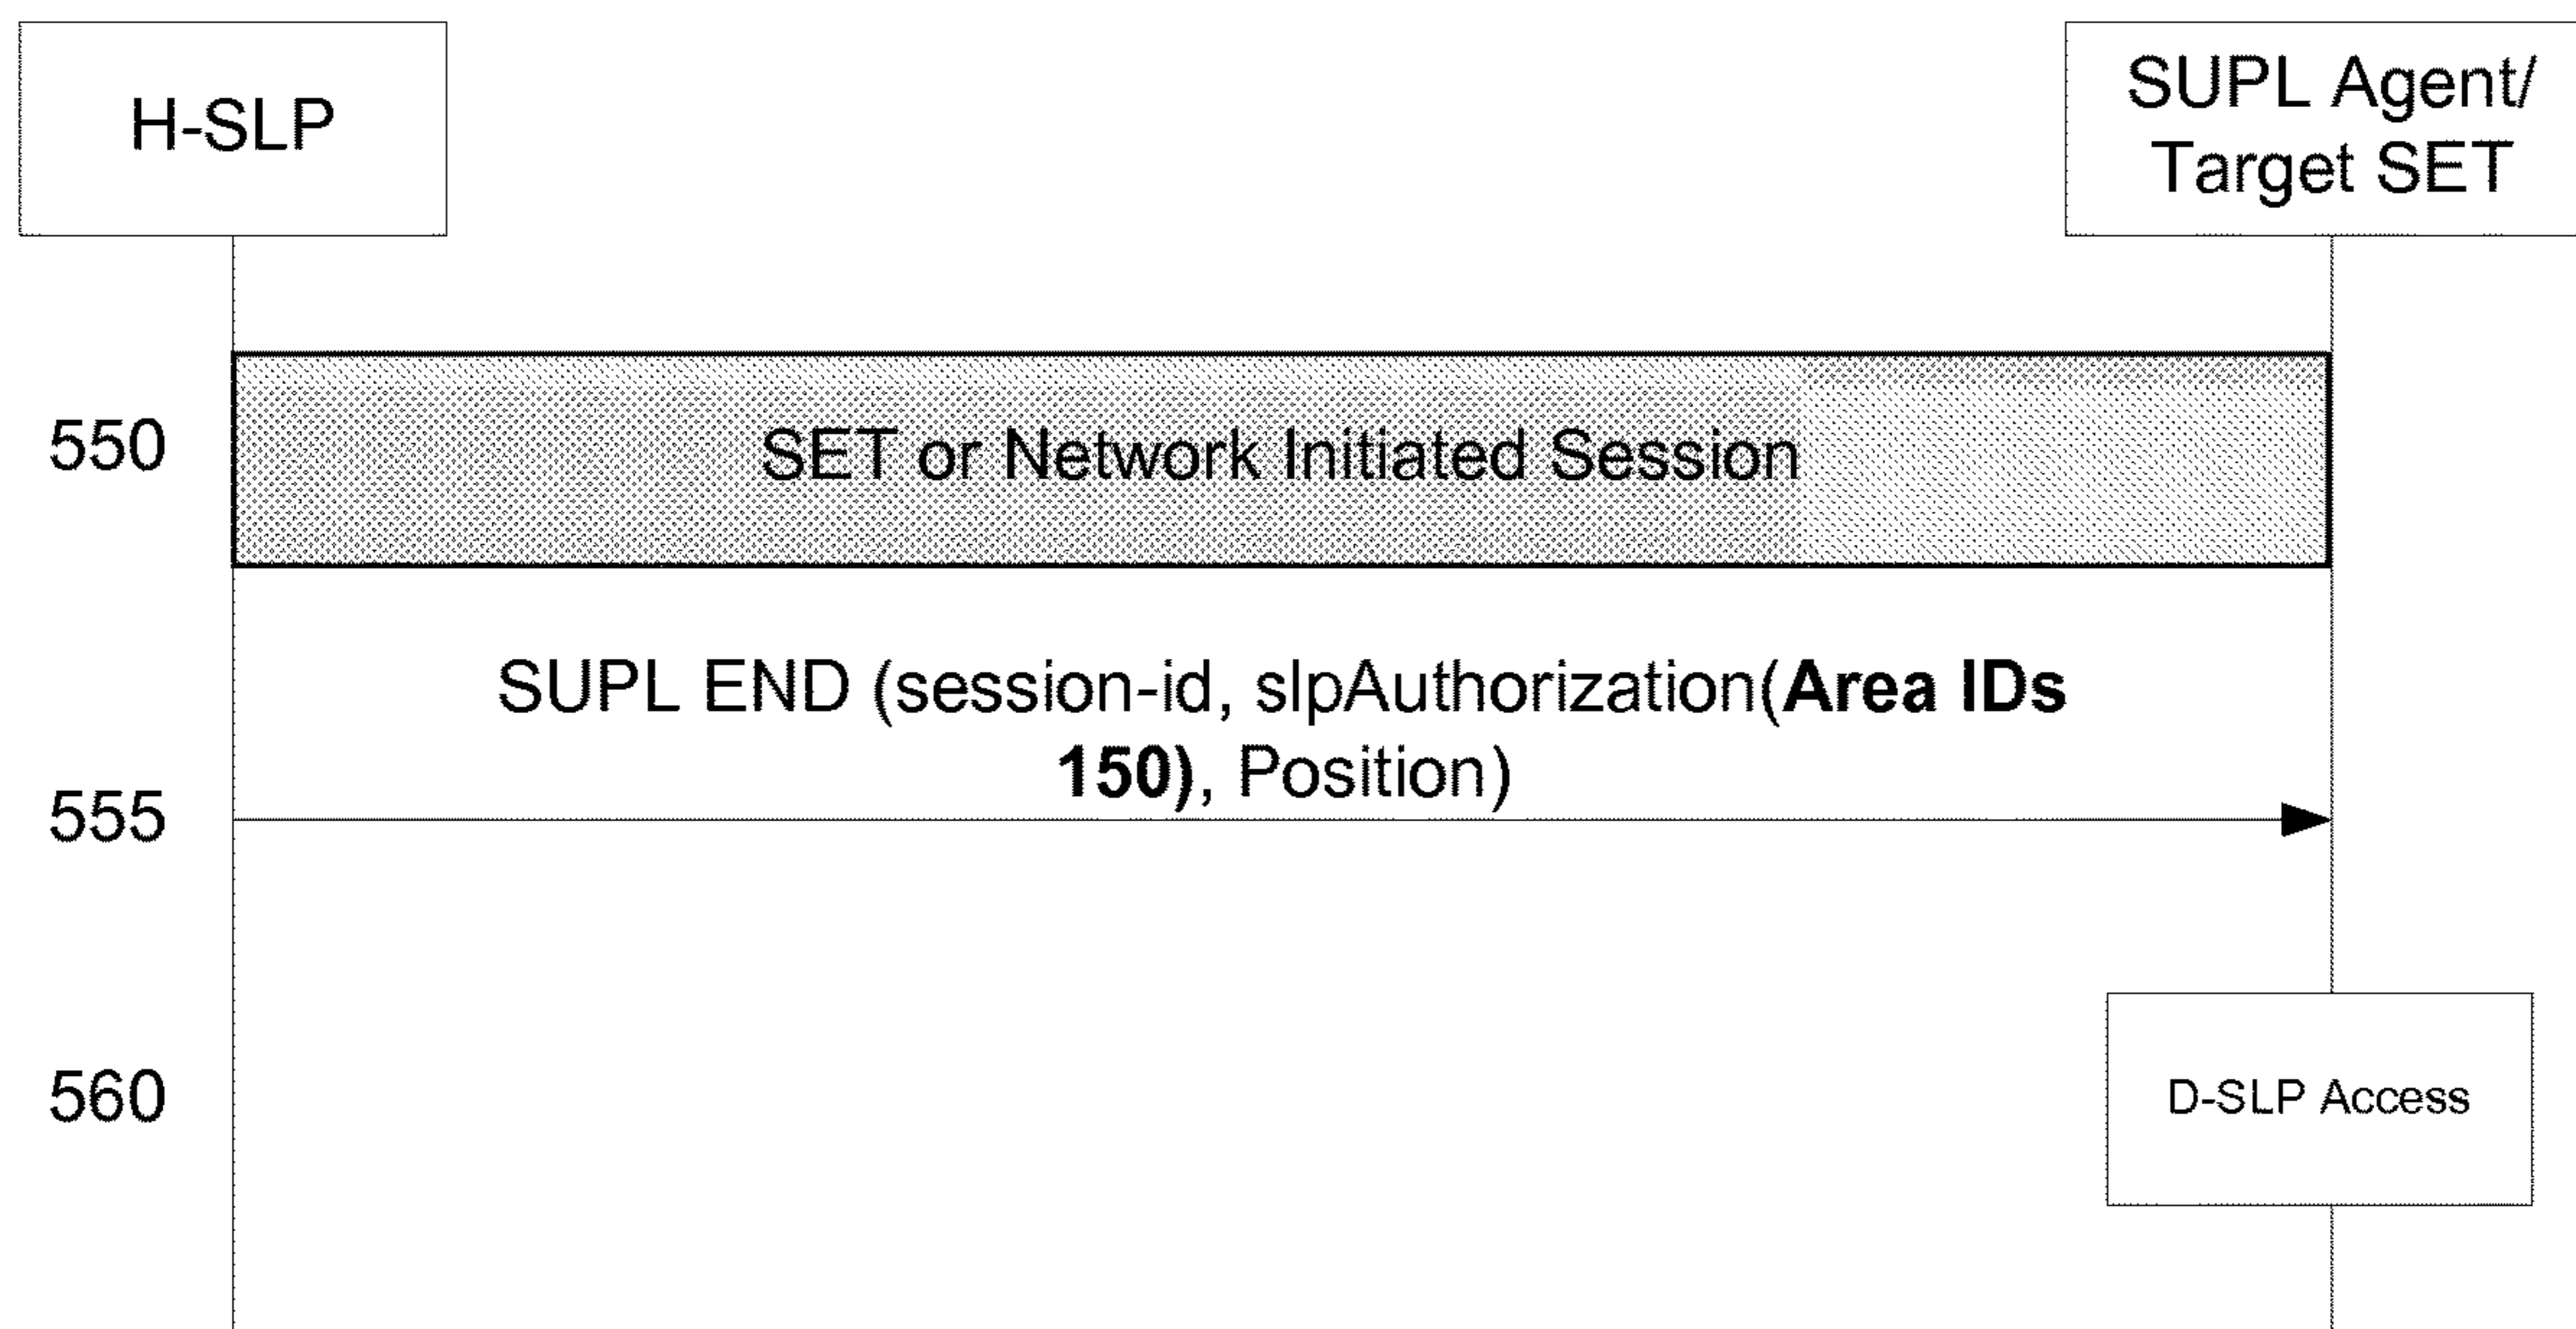 H-SLP
SUPL Agent/
Target SET
550
SET or Network Initiated Session
SUPL END (session-id, slpAuthorization(Area IDs
150), Position)
555
560
D-SLP Access